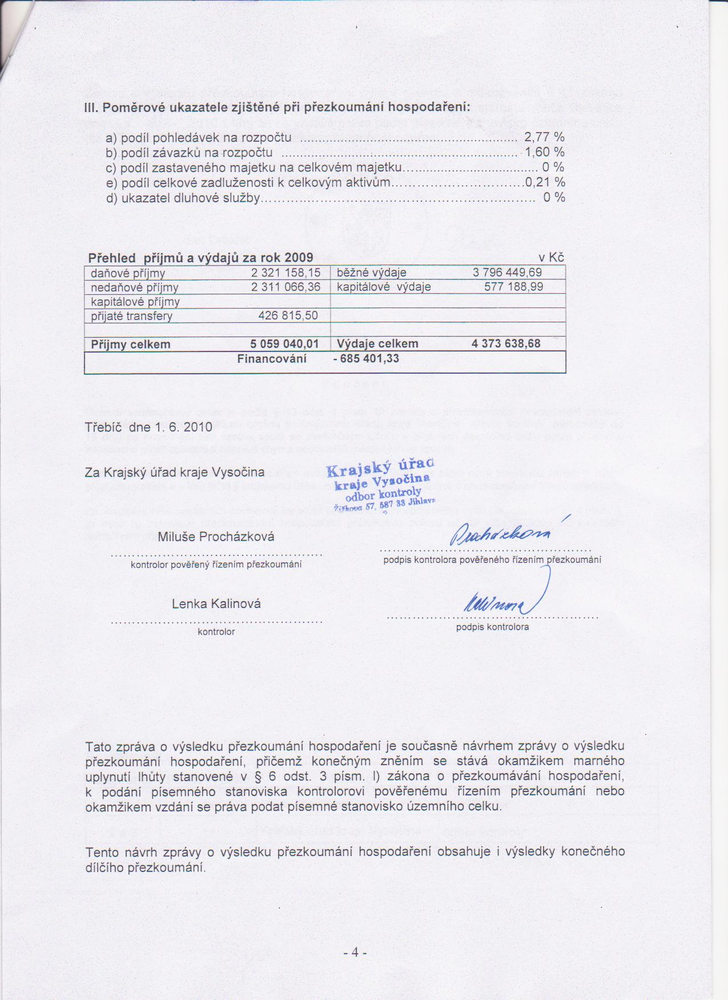 III. Poměrové ukazatele zjištěné při přezkoumání hospodaření:
a) podíl pohledávek na rozpočtu .......................................................... 2,77 %
b) podíl závazků na rozpočtu ............................................................... 1,60 %
c) podíl zastaveného majetku na celkovém majetku.................................... 0 %
e) podíl celkové zadluženosti k celkovým aktivům...............................0,21 %
d) ukazatel dluhové služby................................................................ 0 %
Přehled příjmů a výdajů za rok 2009 v Kč
daňové příjmy 2 321 158,15 běžné výdaje 3 796 449,69
nedaňové příjmy 2 311 066,36 kapitálové výdaje 577 188,99
kapitálové příjmy
přijaté transfery 426 815,50
Příjmy celkem 5 059 040,01 Výdaje celkem 4 373 638,68
Financování - 685 401,33
Třebíč dne 1. 6. 2010
Za Krajský úřad kraje Vysočina
Krajský úřad
kraje Vysočina
odbor kontroly
Žižkova 57, 587 33 Jihlava
Miluše Procházková Procházková
kontrolor pověřený řízením přezkoumání podpis kontrolora pověřeného řízením přezkoumání
Lenka Kalinová Kalinová
kontrolor podpis kontrolora
Tato zpráva o výsledku přezkoumání hospodaření je současně návrhem zprávy o výsledku
přezkoumání hospodaření, přičemž konečným zněním se stává okamžikem marného
uplynutí lhůty stanovené v § 6 odst. 3 písm. l) zákona o přezkoumávání hospodaření,
k podání písemného stanoviska kontrolorovi pověřenému řízením přezkoumání nebo
okamžikem vzdání se práva podat písemné stanovisko územního celku.
Tento návrh zprávy o výsledku přezkoumání hospodaření obsahuje i výsledky konečného
dílčího přezkoumání.
- 4 -